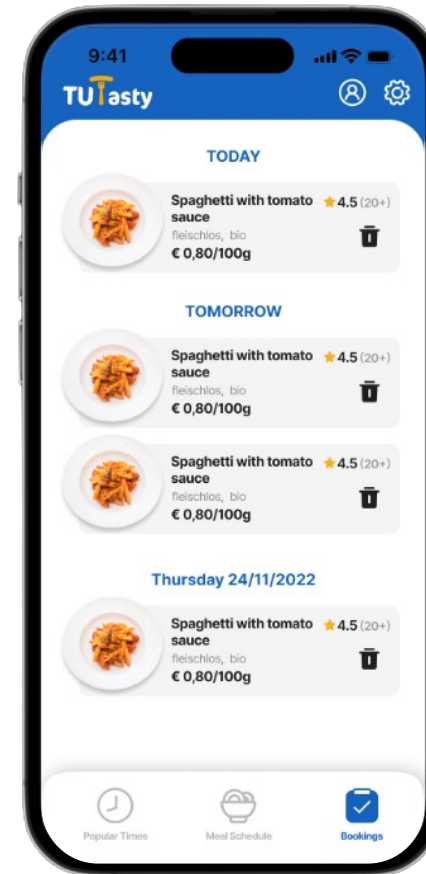 9:41
TUTasty
TODAY
Spaghetti with tomato
sauce
4.5 (20+)
fleischlos, bio
€ 0,80/100g
TOMORROW
Spaghetti with tomato
sauce
4.5 (20+)
fleischlos, bio
€ 0,80/100g
Spaghetti with tomato
sauce
4.5 (20+)
fleischlos, bio
€ 0,80/100g
Thursday 24/11/2022
Spaghetti with tomato
sauce
4.5 (20+)
fleischlos, bio
€ 0,80/100g
Popular Times
Meal Schedule
Bookings